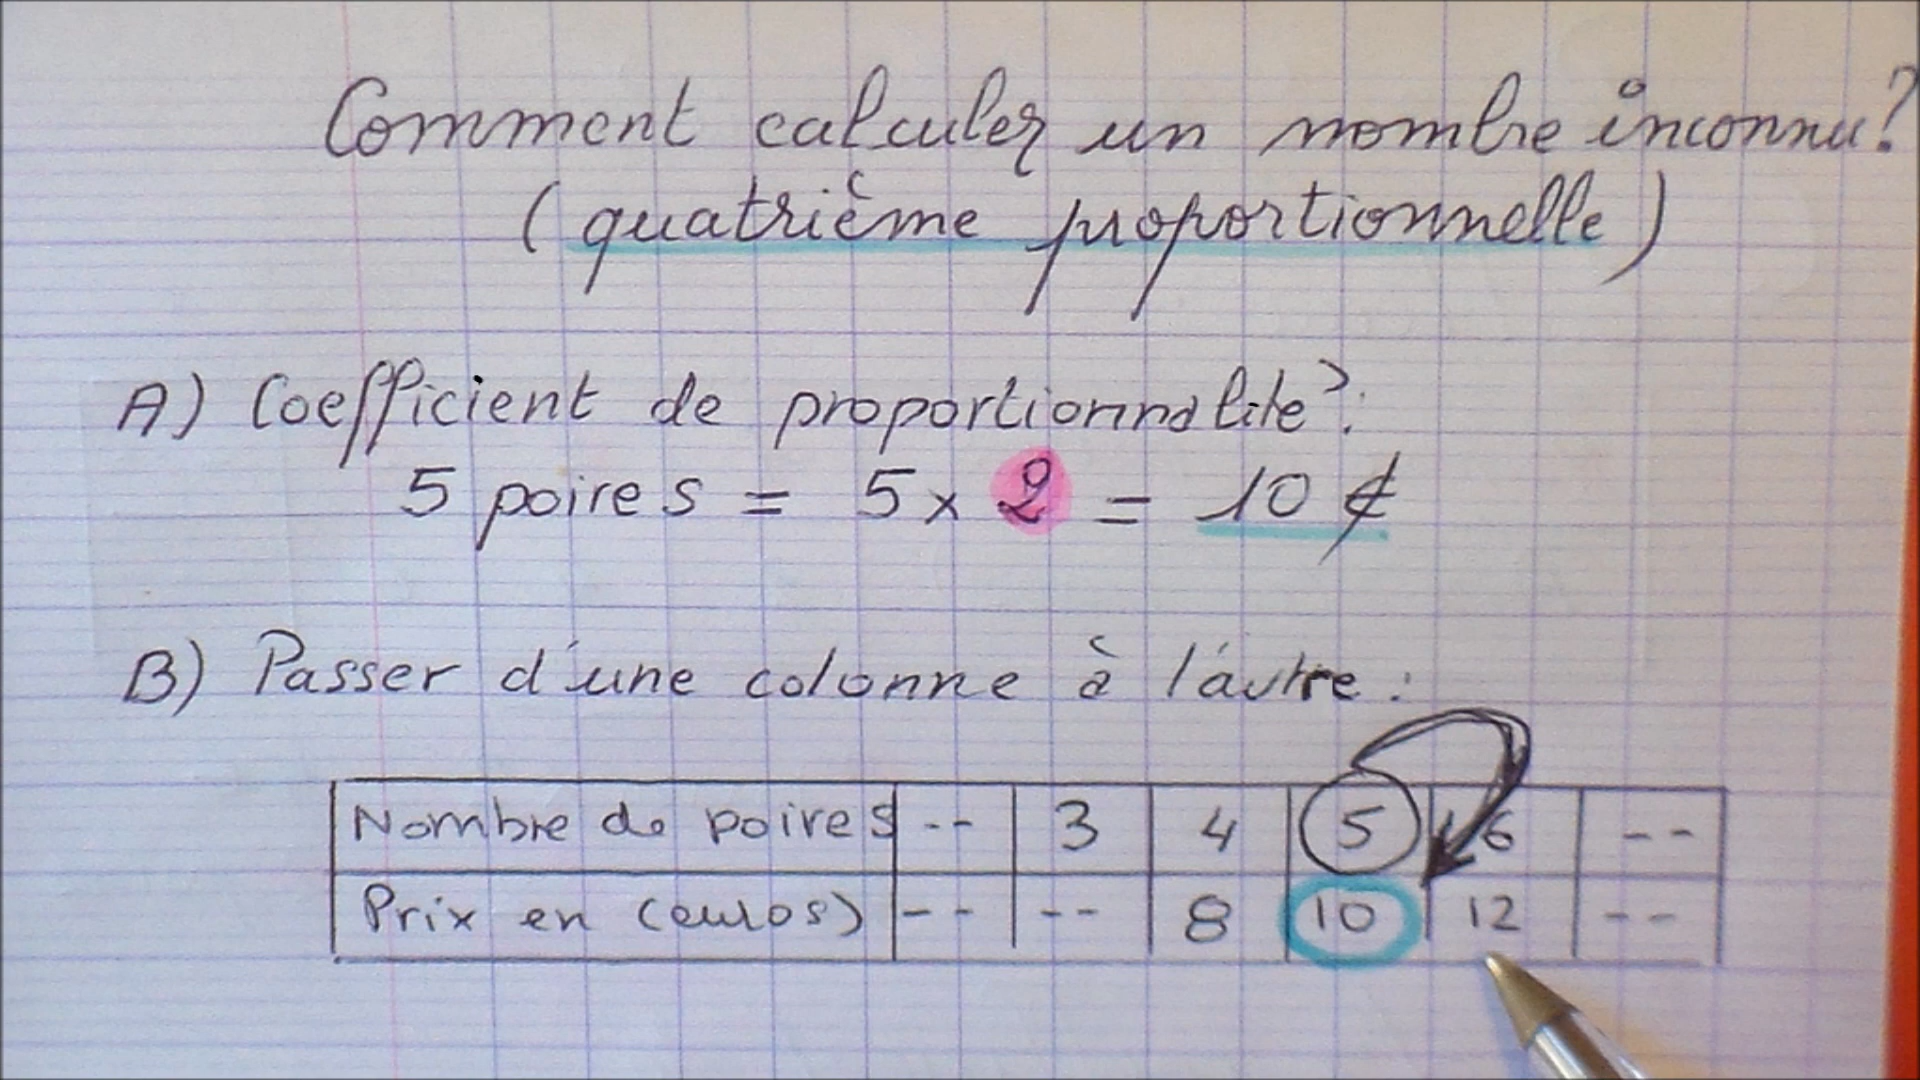 Comment calculer un nombre inconnu?
(quatrième proportionnelle)
A) Coefficient de proportionnalité:
5 poires = 5 x 2 = 10 €
B) Passer d'une colonne à l'autre:
Nombre de poires -- 3 4 5 6 --
Prix en (euros) -- -- 8 10 12 --